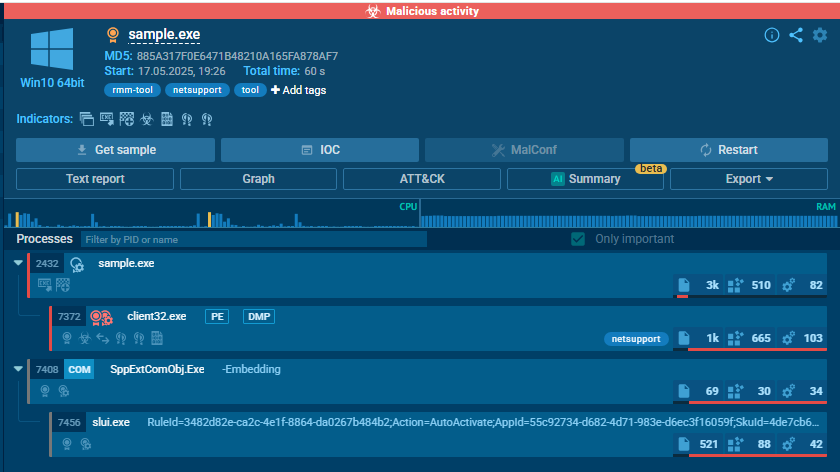 Malicious activity
sample.exe
MD5: 885A317F0E6471B48210A165FA878AF7
Start: 17.05.2025, 19:26 Total time: 60 s
Win10 64bit
rmm-tool netsupport tool + Add tags
Indicators:
Get sample IOC MalConf Restart
beta
Text report Graph ATT&CK AI Summary Export
CPU RAM
Processes Filter by PID or name Only important
2432 sample.exe
3k 510 82
7372 client32.exe PE DMP
netsupport 1k 665 103
7408 COM SppExtComObj.Exe -Embedding
69 30 34
7456 slui.exe RuleId=3482d82e-ca2c-4e1f-8864-da0267b484b2;Action=AutoActivate;AppId=55c92734-d682-4d71-983e-d6ec3f16059f;SkuId=4de7cb6...
521 88 42